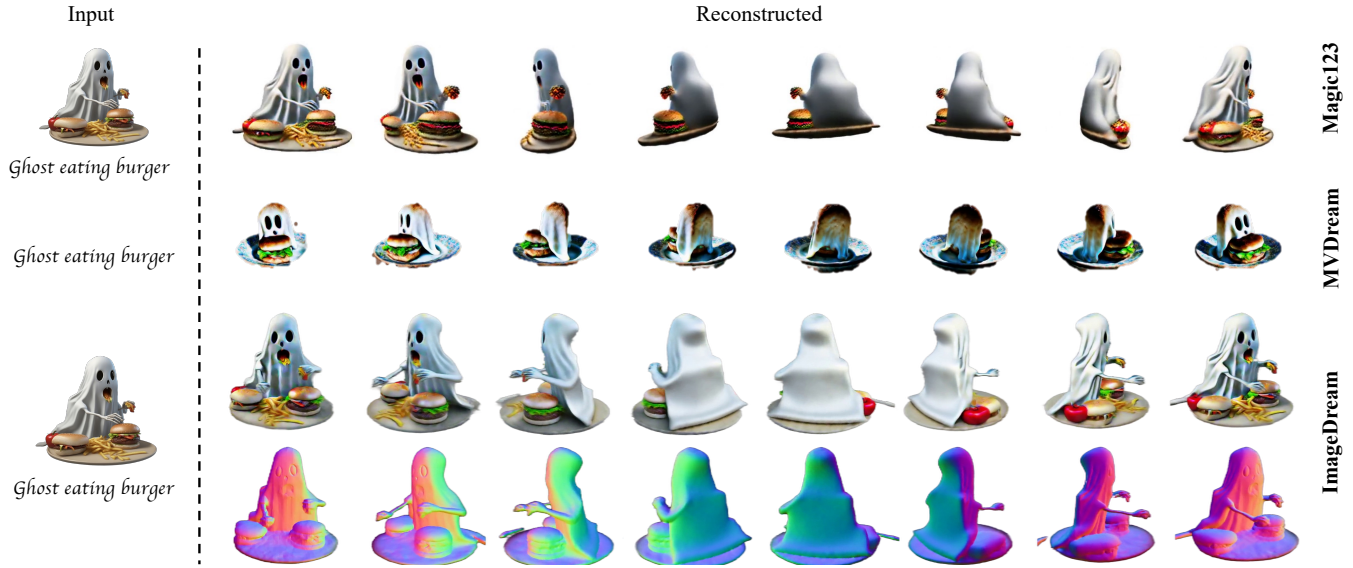 Input
Reconstructed
Magic123
Ghost eating burger
MVDream
Ghost eating burger
ImageDream
Ghost eating burger